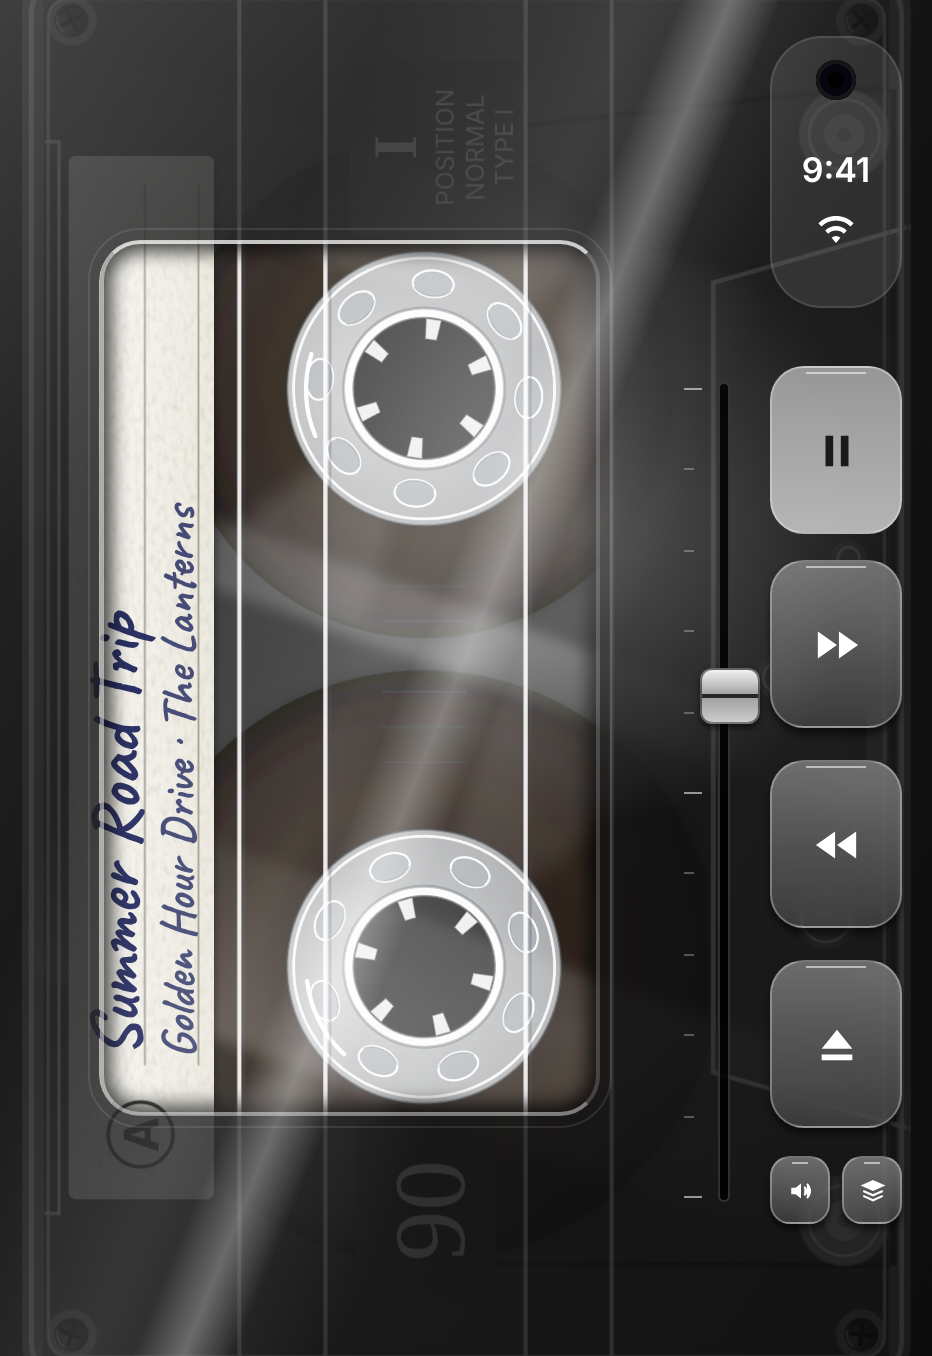 Summer Road Trip
Golden Hour Drive · The Lanterns
A
90
I
POSITION
NORMAL
TYPE I
9:41